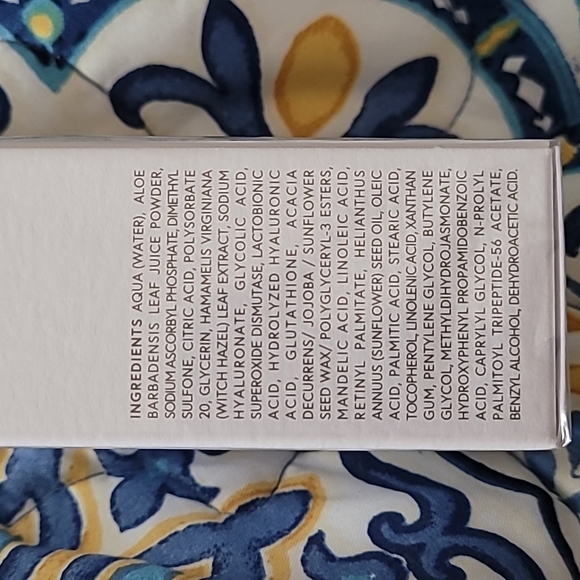 INGREDIENTS AQUA (WATER), ALOE
BARBADENSIS LEAF JUICE POWDER,
SODIUM ASCORBYL PHOSPHATE, DIMETHYL
SULFONE, CITRIC ACID, POLYSORBATE
20, GLYCERIN, HAMAMELIS VIRGINIANA
(WITCH HAZEL) LEAF EXTRACT, SODIUM
HYALURONATE, GLYCOLIC ACID,
SUPEROXIDE DISMUTASE, LACTOBIONIC
ACID, HYDROLYZED HYALURONIC
ACID, GLUTATHIONE, ACACIA
DECURRENS/ JOJOBA / SUNFLOWER
SEED WAX/ POLYGLYCERYL-3 ESTERS,
MANDELIC ACID, LINOLEIC ACID,
RETINYL PALMITATE, HELIANTHUS
ANNUUS (SUNFLOWER) SEED OIL, OLEIC
ACID, PALMITIC ACID, STEARIC ACID,
TOCOPHEROL, LINOLENIC ACID, XANTHAN
GUM, PENTYLENE GLYCOL, BUTYLENE
GLYCOL, METHYLDIHYDROJASMONATE,
HYDROXYPHENYL PROPAMIDOBENZOIC
ACID, CAPRYLYL GLYCOL, N-PROLYL
PALMITOYL TRIPEPTIDE-56 ACETATE,
BENZYL ALCOHOL, DEHYDROACETIC ACID.